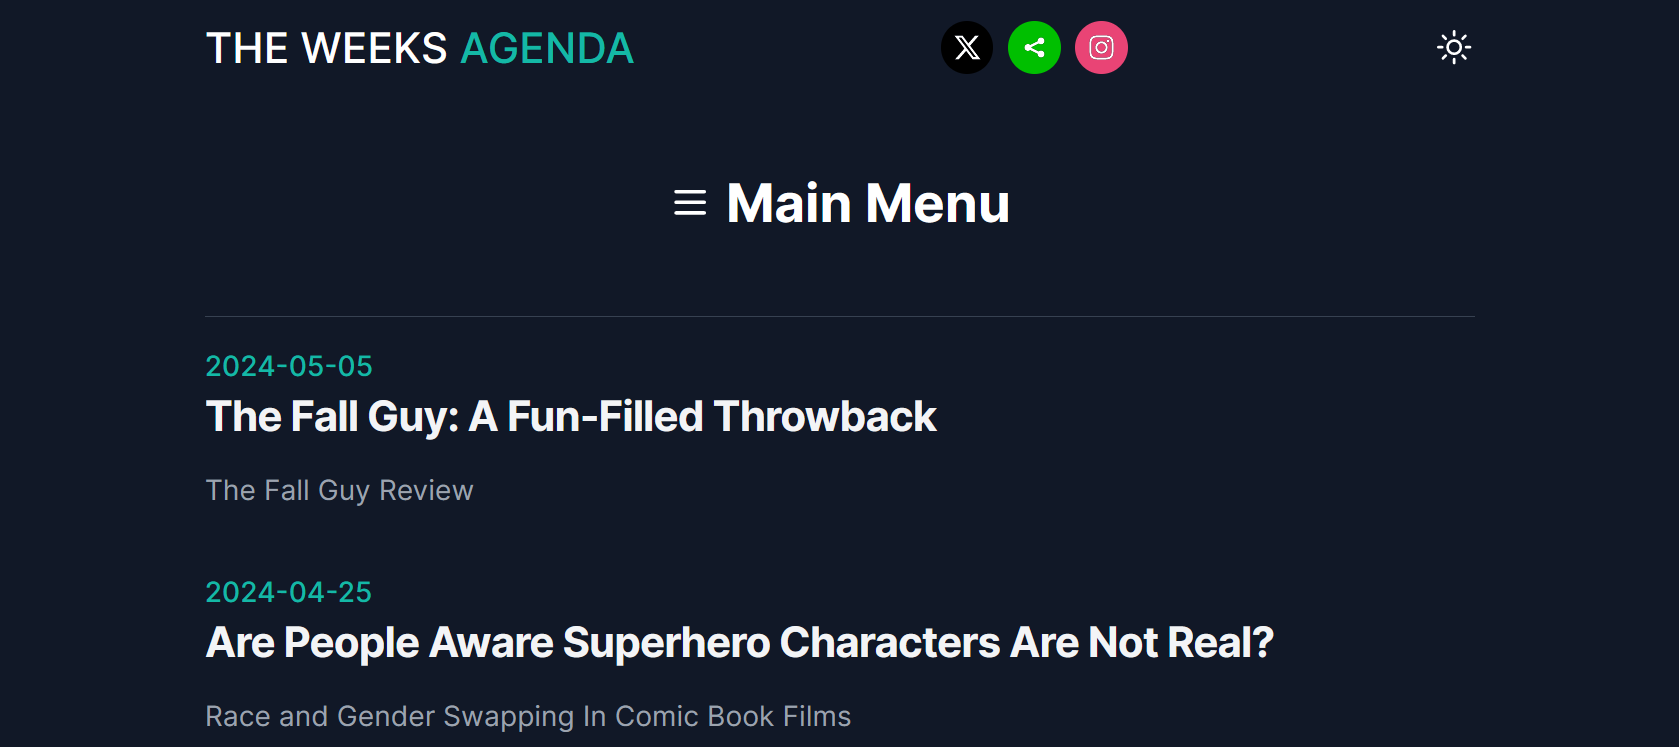 THE WEEKS AGENDA
Main Menu
2024-05-05
The Fall Guy: A Fun-Filled Throwback
The Fall Guy Review
2024-04-25
Are People Aware Superhero Characters Are Not Real?
Race and Gender Swapping In Comic Book Films